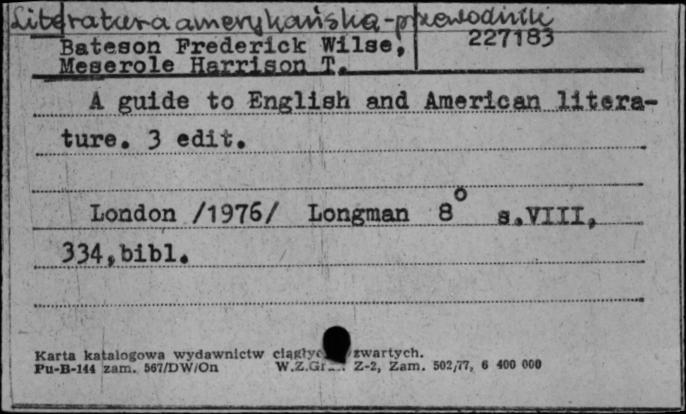 Literatura amerykańska - przewodniki
Bateson Frederick Wilse, 227183
Meserole Harrison T.
A guide to English and American litera-
ture. 3 edit.
London /1976/ Longman 8° s.VIII,
334,bibl.
Karta katalogowa wydawnictw zwartych.
Pu-B-144 zam. 567/DW/On W.Z.Graf. Z-2, Zam. 502/77, 6 400 000